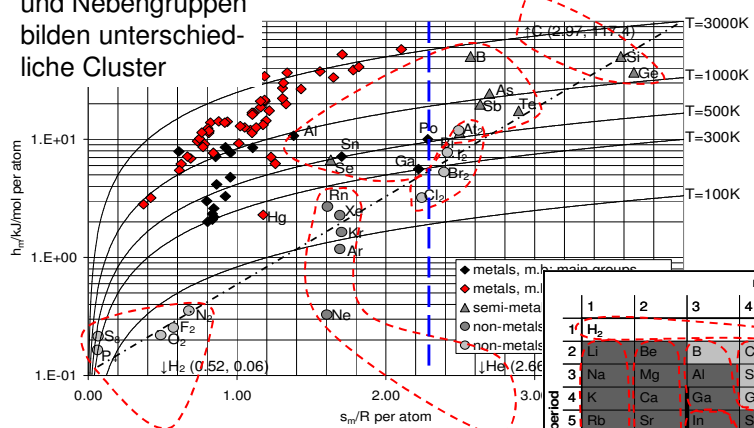 und Nebengruppen
bilden unterschied-
liche Cluster
↑C (2.97, 117.4)
T=3000K
B
Si
Ge
T=1000K
As
Sb
Te
T=500K
1.E+01
Al
Po
Al₂
T=300K
Sn
Se
Ga
I₂
Br₂
Cl₂
T=100K
Rn
Xe
Hg
Kr
Ar
hₘ/kJ/mol per atom
1.E+00
Ne
N₂
F₂
O₂
S₈
P₄
↓H₂ (0.52, 0.06)
↓He (2.66
1.E-01
0.00
1.00
2.00
3.0
sₘ/R per atom
metals, m.b: main groups
metals, m.b
semi-meta
non-metals
non-metals
1 2 3 4
1 H₂
2 Li Be B C
3 Na Mg Al S
4 K Ca Ga G
5 Rb Sr In S
period